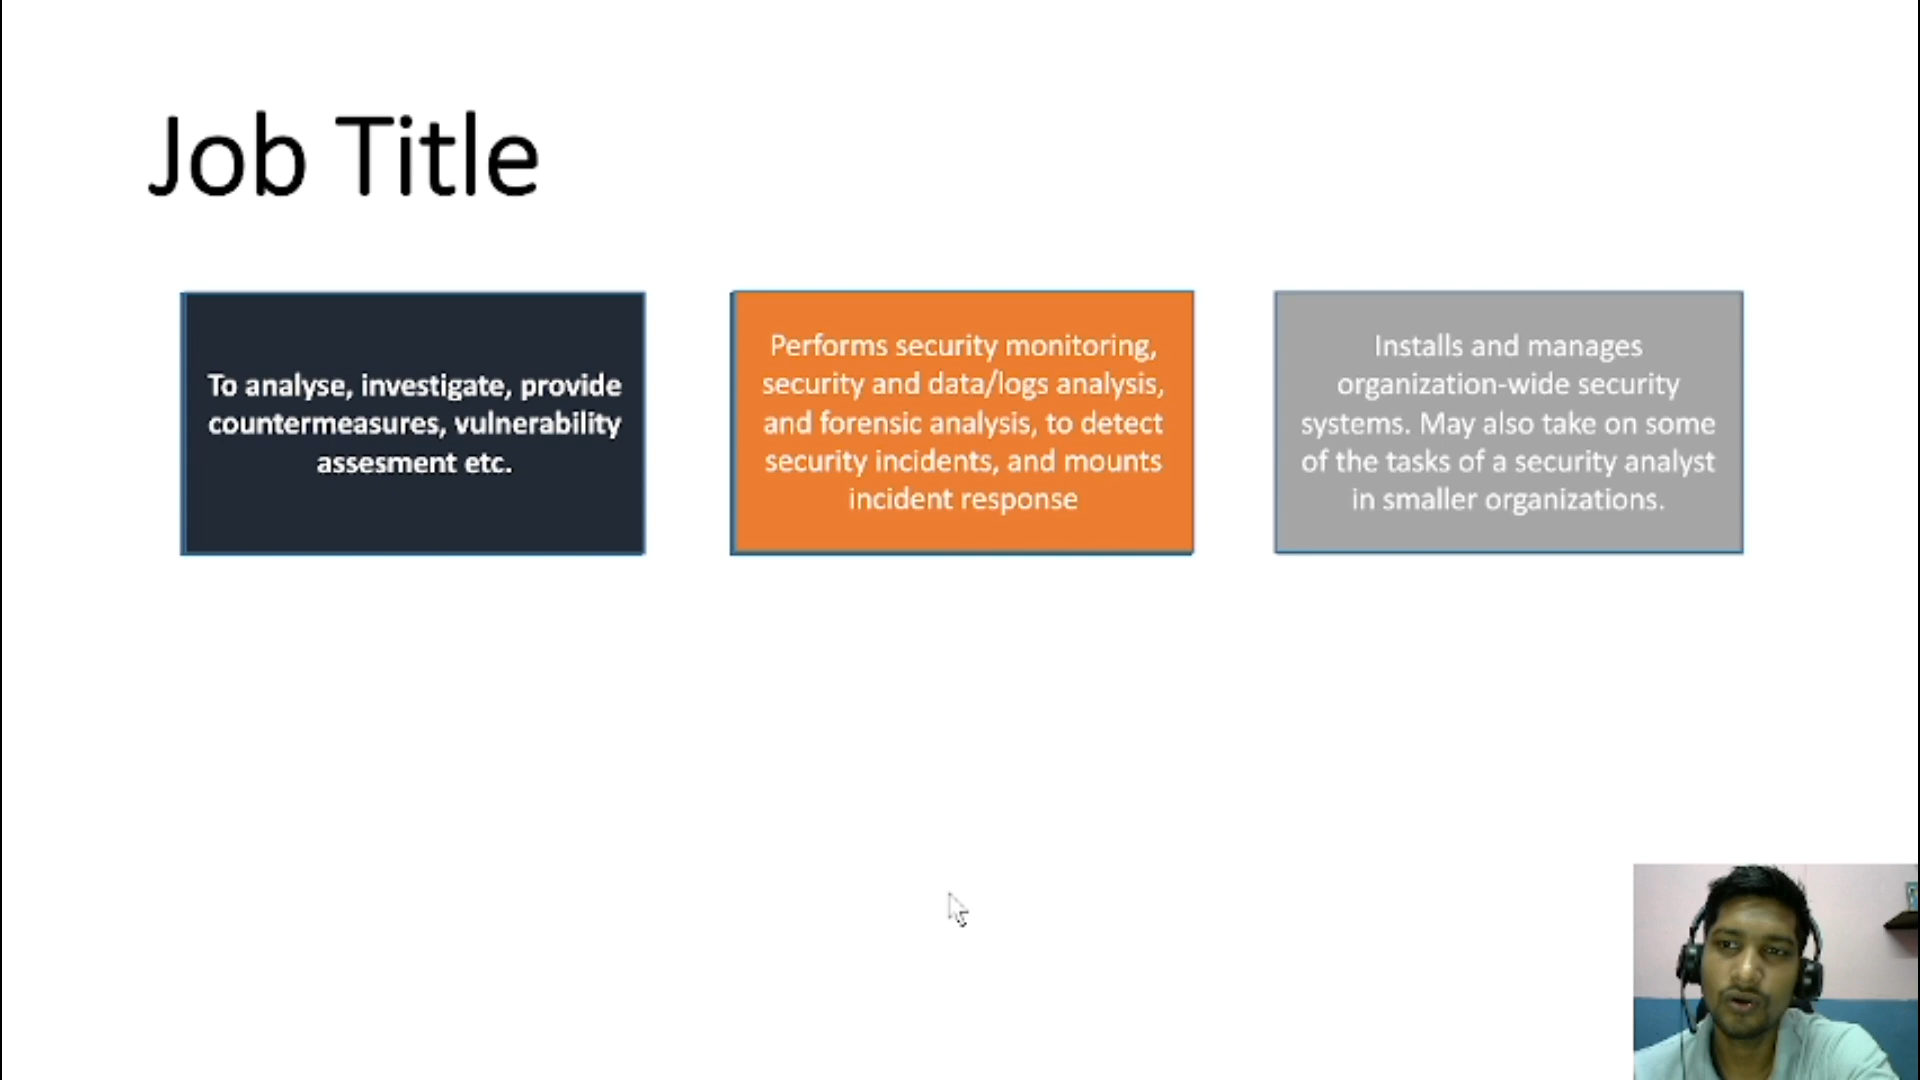 Job Title
To analyse, investigate, provide
countermeasures, vulnerability
assesment etc.
Performs security monitoring,
security and data/logs analysis,
and forensic analysis, to detect
security incidents, and mounts
incident response
Installs and manages
organization-wide security
systems. May also take on some
of the tasks of a security analyst
in smaller organizations.